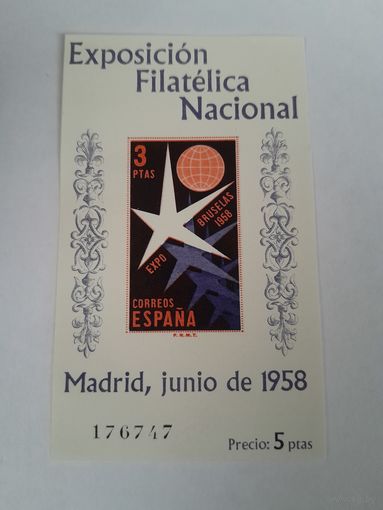 Exposición
Filatélica
Nacional
3
PTAS
EXPO
BRUSELAS
1958
CORREOS
ESPAÑA
F. N. M. T.
Madrid, junio de 1958
176747
Precio: 5 ptas